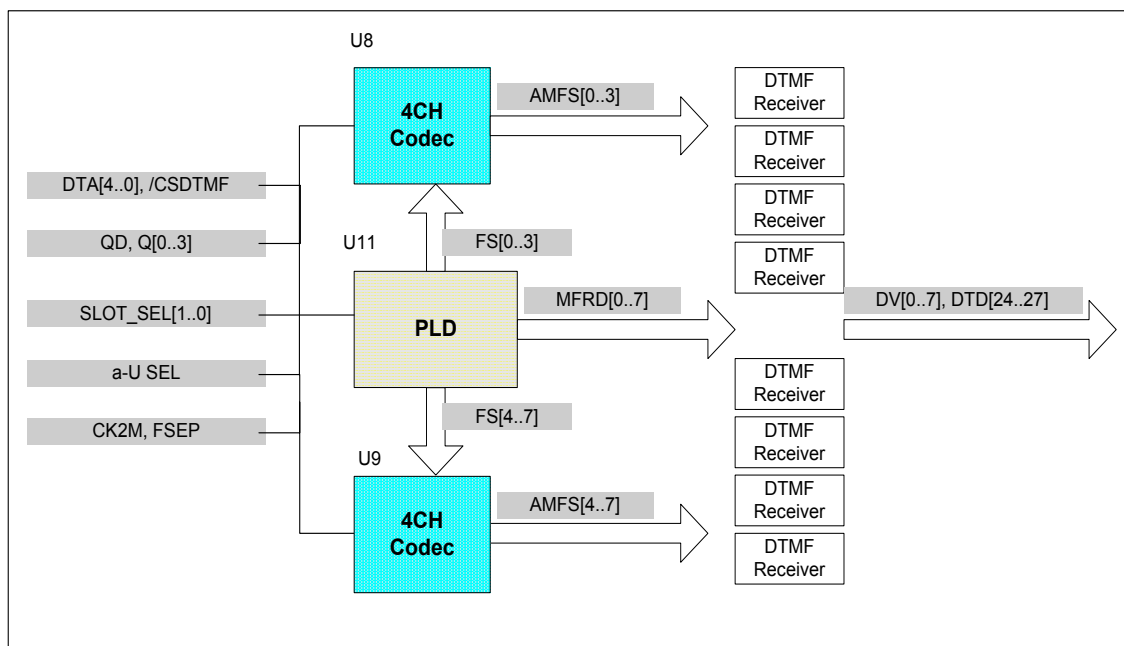 U8
4CH
Codec
AMFS[0..3]
DTMF
Receiver
DTMF
Receiver
DTMF
Receiver
DTMF
Receiver
DTA[4..0], /CSDTMF
QD, Q[0..3]
SLOT_SEL[1..0]
a-U SEL
CK2M, FSEP
U11
FS[0..3]
PLD
MFRD[0..7]
DV[0..7], DTD[24..27]
FS[4..7]
U9
4CH
Codec
AMFS[4..7]
DTMF
Receiver
DTMF
Receiver
DTMF
Receiver
DTMF
Receiver